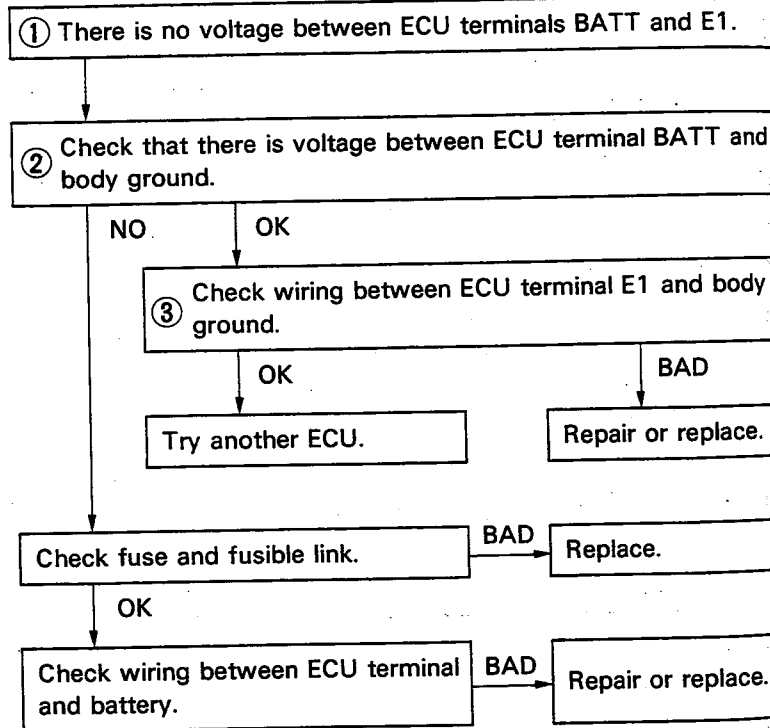 ① There is no voltage between ECU terminals BATT and E1.
② Check that there is voltage between ECU terminal BATT and
body ground.
NO
OK
③ Check wiring between ECU terminal E1 and body
ground.
OK
BAD
Try another ECU.
Repair or replace.
Check fuse and fusible link.
BAD
Replace.
OK
Check wiring between ECU terminal
and battery.
BAD
Repair or replace.